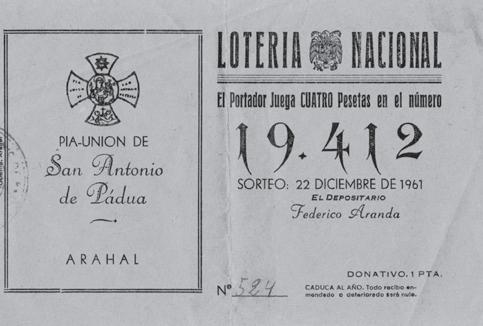 PIA-UNION DE
San Antonio
de Pádua
ARAHAL
LOTERIA NACIONAL
El Portador Juega CUATRO Pesetas en el número
19.412
SORTEO: 22 DICIEMBRE DE 1961
EL DEPOSITARIO
Federico Aranda
DONATIVO, 1 PTA.
Nº 524
CADUCA AL AÑO. Todo recibo en-
mendado o deteriorado será nulo.